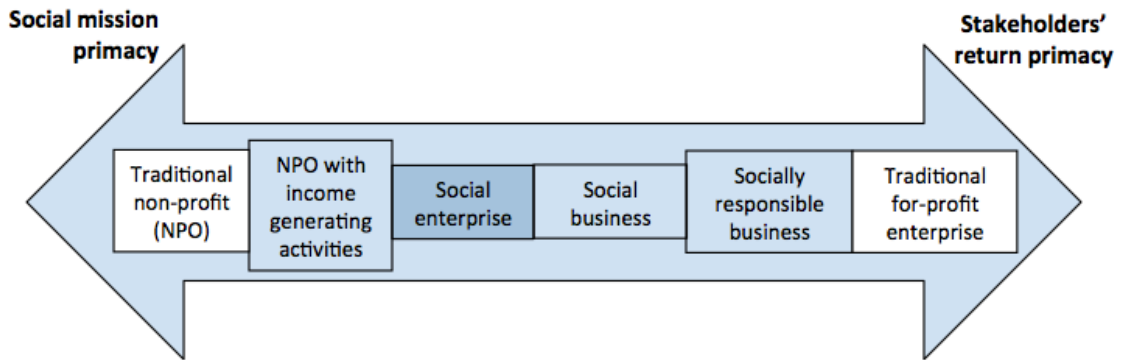 Social mission
primacy
Stakeholders’
return primacy
Traditional
non-profit
(NPO)
NPO with
income
generating
activities
Social
enterprise
Social
business
Socially
responsible
business
Traditional
for-profit
enterprise